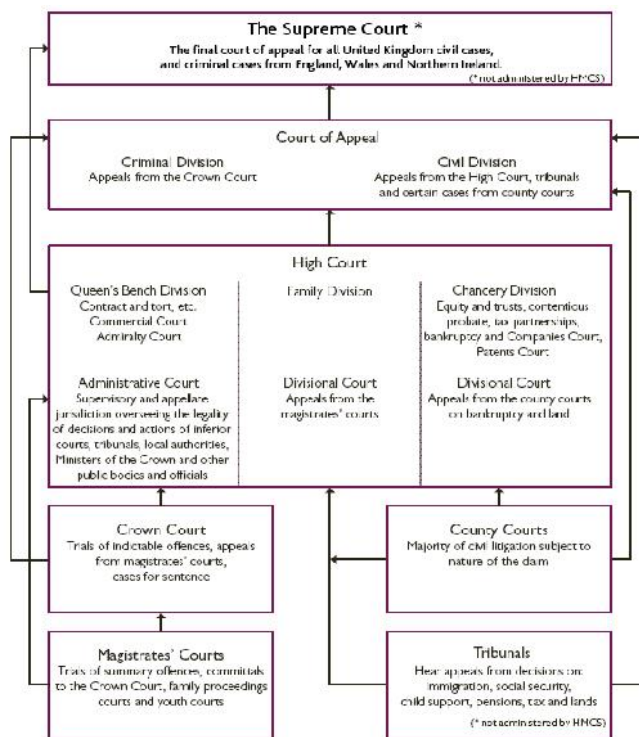 The Supreme Court *
The final court of appeal for all United Kingdom civil cases,
and criminal cases from England, Wales and Northern Ireland.
(* not administered by HMCS)
Court of Appeal
Criminal Division
Appeals from the Crown Court
Civil Division
Appeals from the High Court, tribunals
and certain cases from county courts
High Court
Queen's Bench Division
Contract and tort, etc.
Commercial Court
Admiralty Court
Family Division
Chancery Division
Equity and trusts, contentious
probate, tax partnerships,
bankruptcy and Companies Court,
Patents Court
Administrative Court
Supervisory and appellate
jurisdiction overseeing the legality
of decisions and actions of inferior
courts, tribunals, local authorities,
Ministers of the Crown and other
public bodies and officials
Divisional Court
Appeals from the
magistrates' courts
Divisional Court
Appeals from the county courts
on bankruptcy and land
Crown Court
Trials of indictable offences, appeals
from magistrates' courts,
cases for sentence
County Courts
Majority of civil litigation subject to
nature of the claim
Magistrates' Courts
Trials of summary offences, committals
to the Crown Court, family proceedings
courts and youth courts
Tribunals
Hear appeals from decisions on:
immigration, social security,
child support, pensions, tax and lands
(* not administered by HMCS)